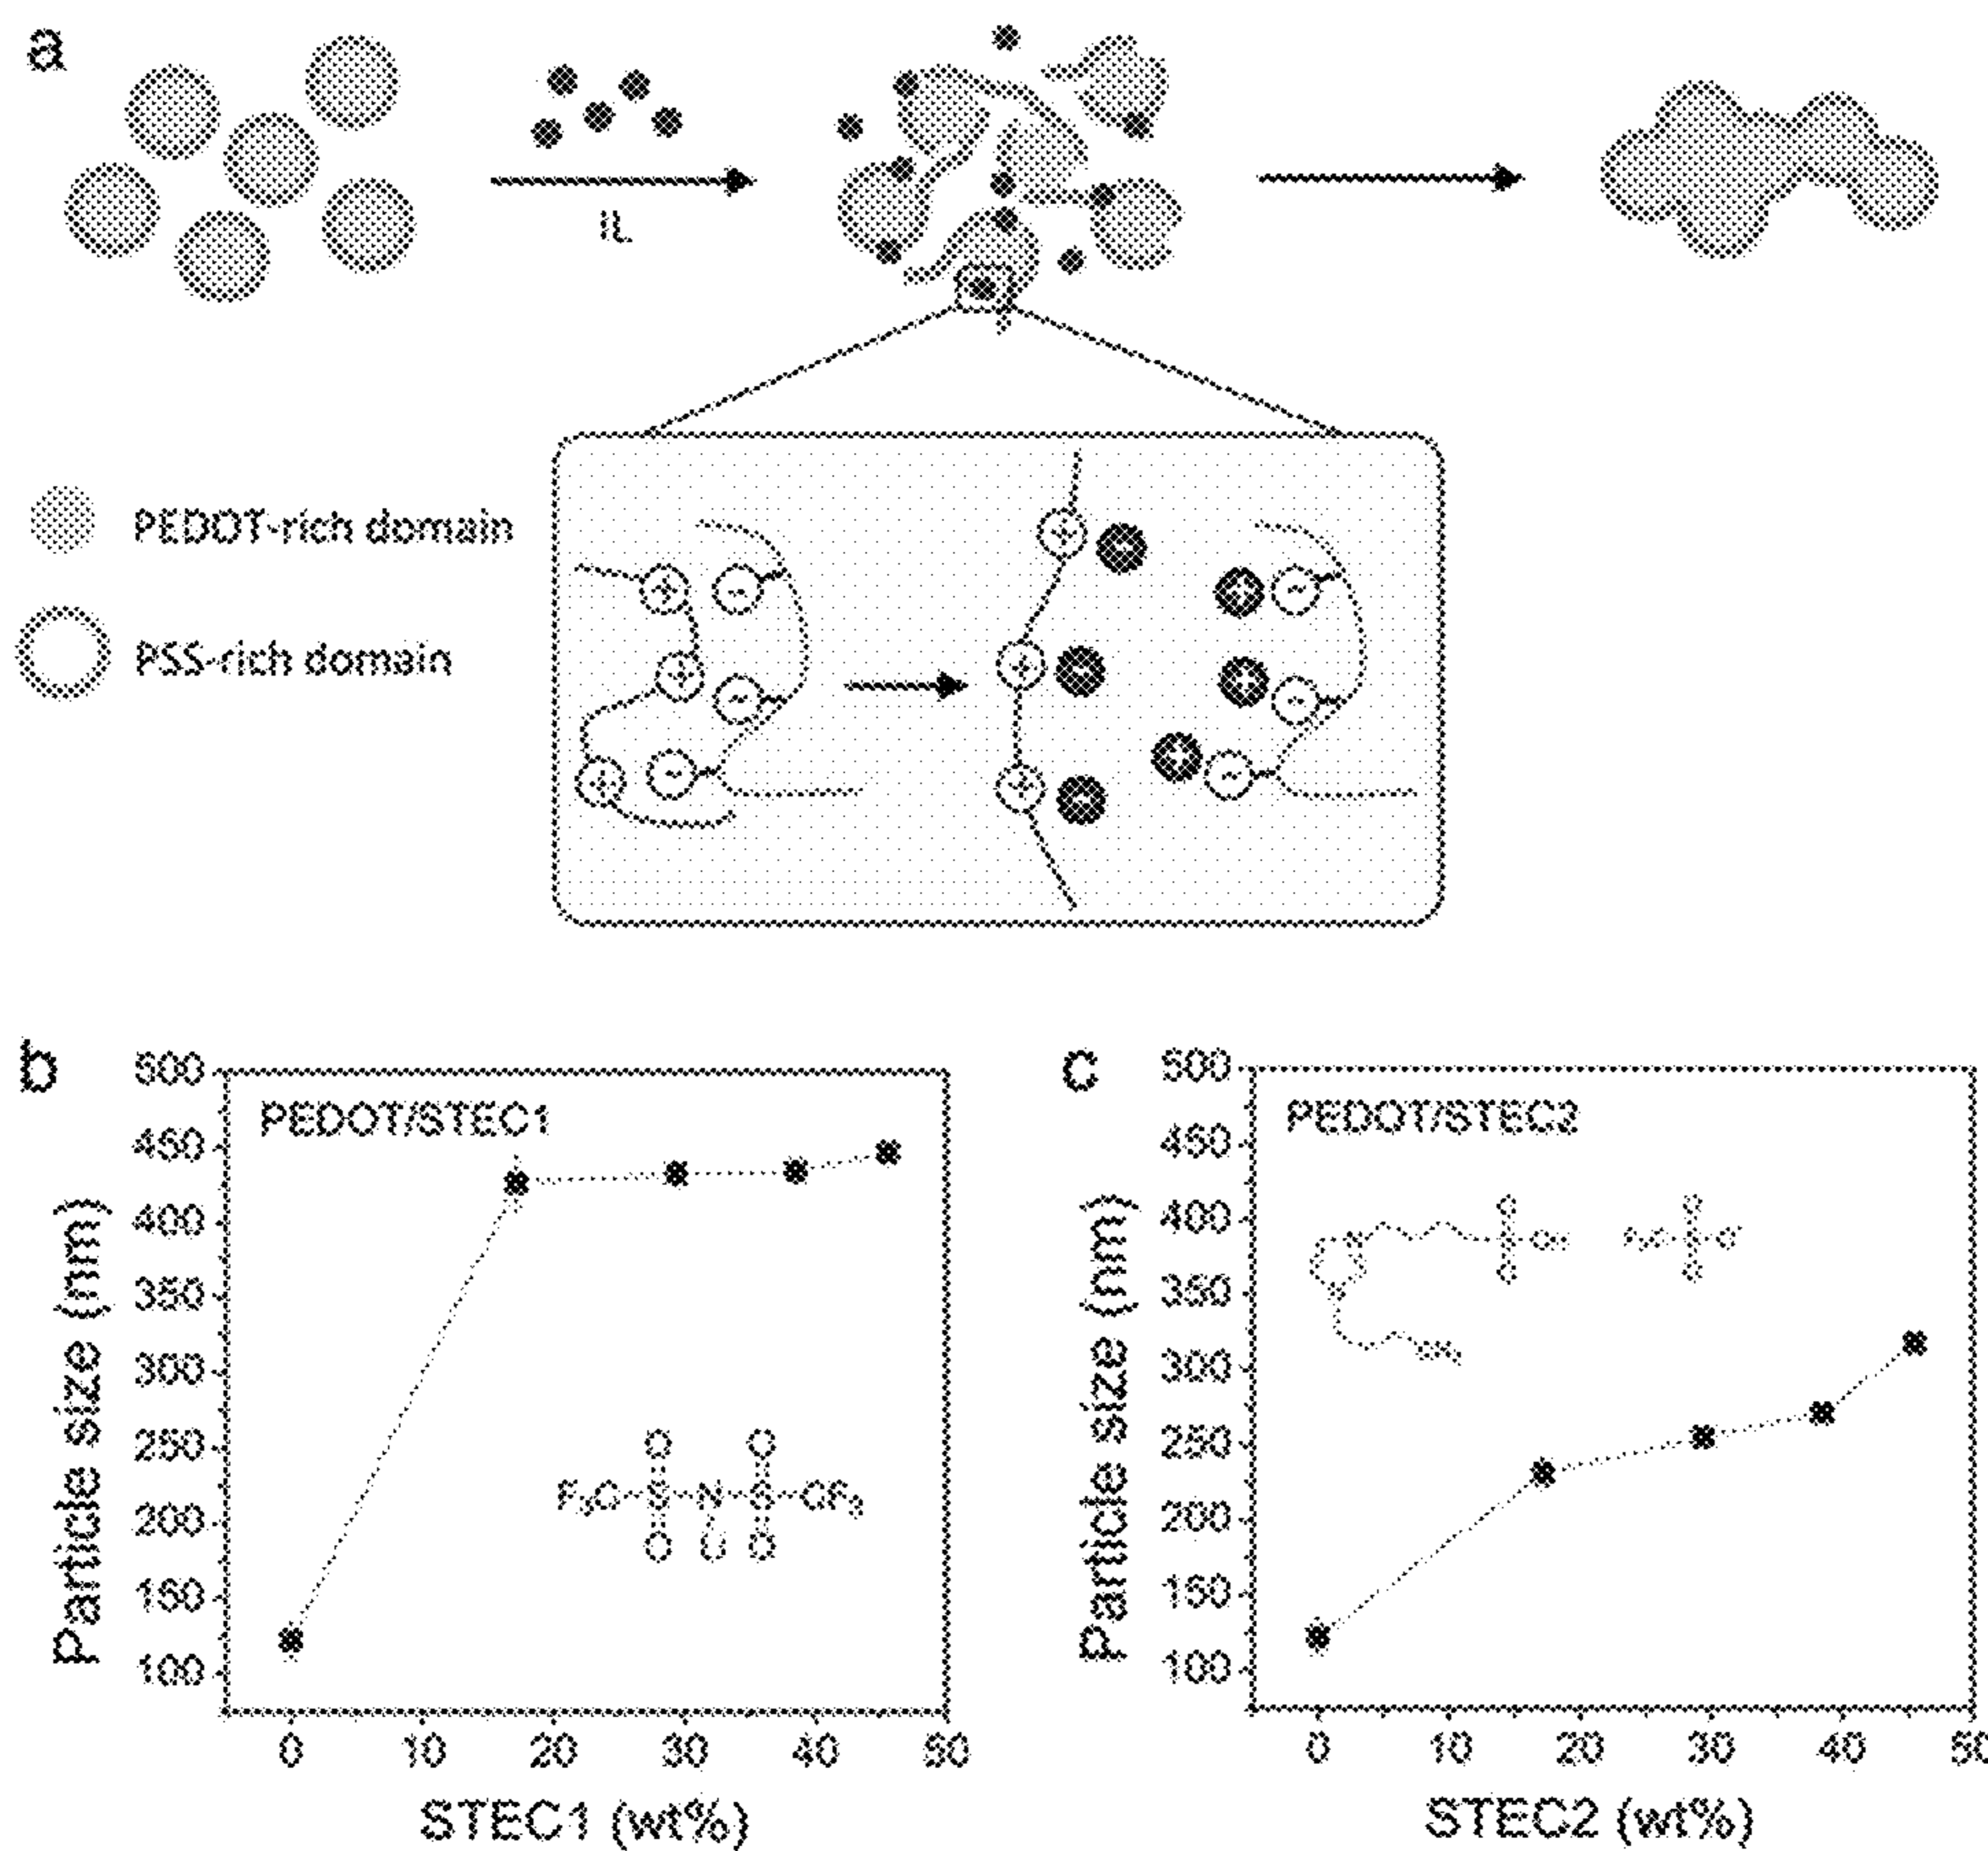 a
IL
PEDOT-rich domain
PSS-rich domain
+ -
+ -
+ -
+ - + -
+ - + -
+ - + -
b
PEDOT/STEC1
Particle size (nm)
500
450
400
350
300
250
200
150
100
O O
F3C-S-N-S-CF3
O Li O
0 10 20 30 40 50
STEC1 (wt%)
c
PEDOT/STEC2
Particle size (nm)
500
450
400
350
300
250
200
150
100
O O
O O
0 10 20 30 40 50
STEC2 (wt%)